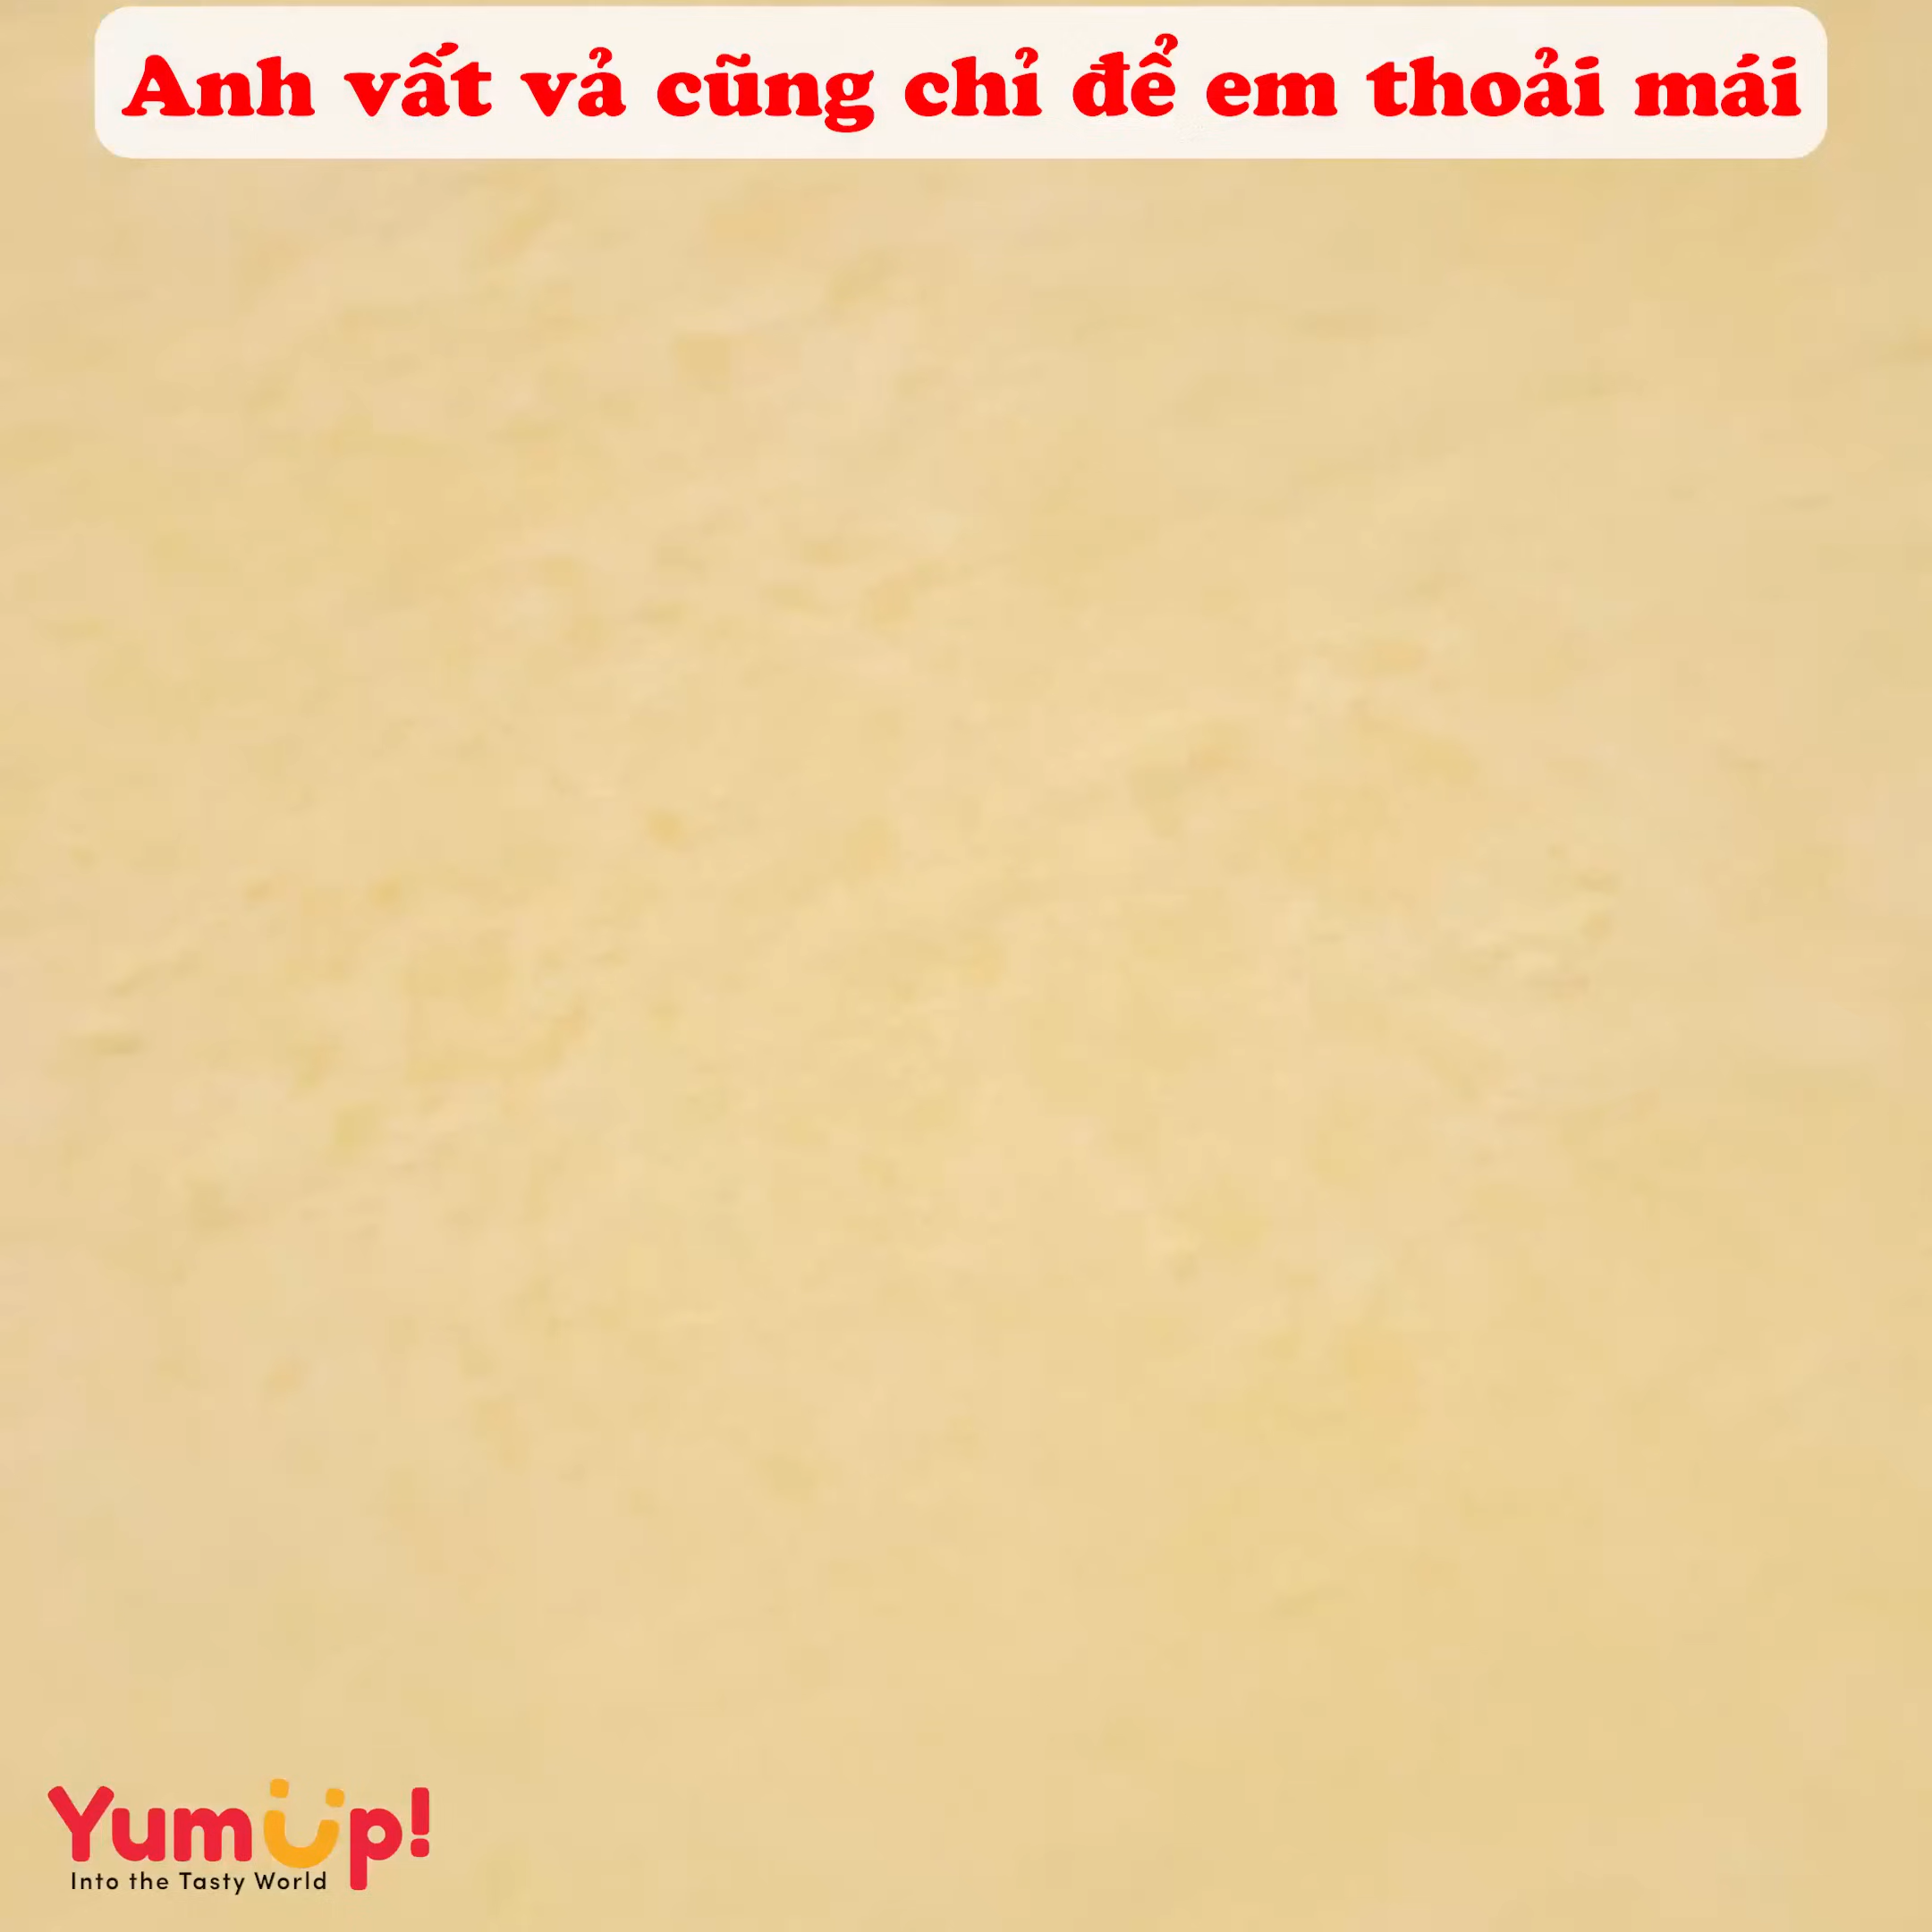 Anh vất vả cũng chỉ để em thoải mái
YumUp!
Into the Tasty World